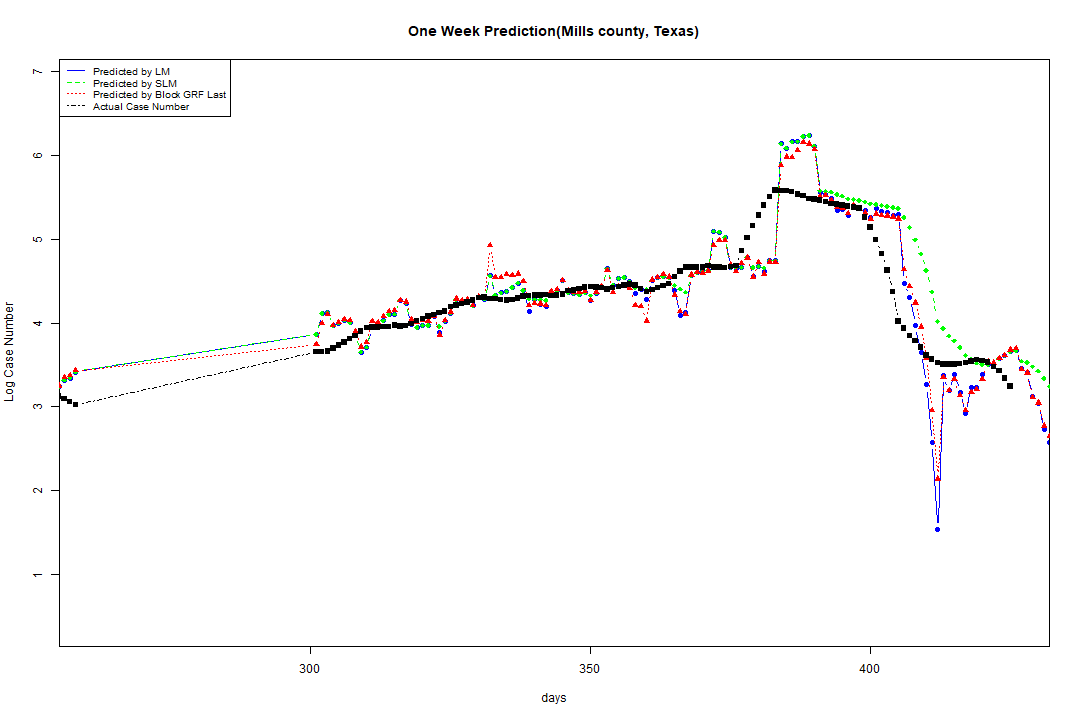 One Week Prediction(Mills county, Texas)
Predicted by LM
Predicted by SLM
Predicted by Block GRF Last
Actual Case Number
7
6
5
4
3
2
1
Log Case Number
300 350 400
days